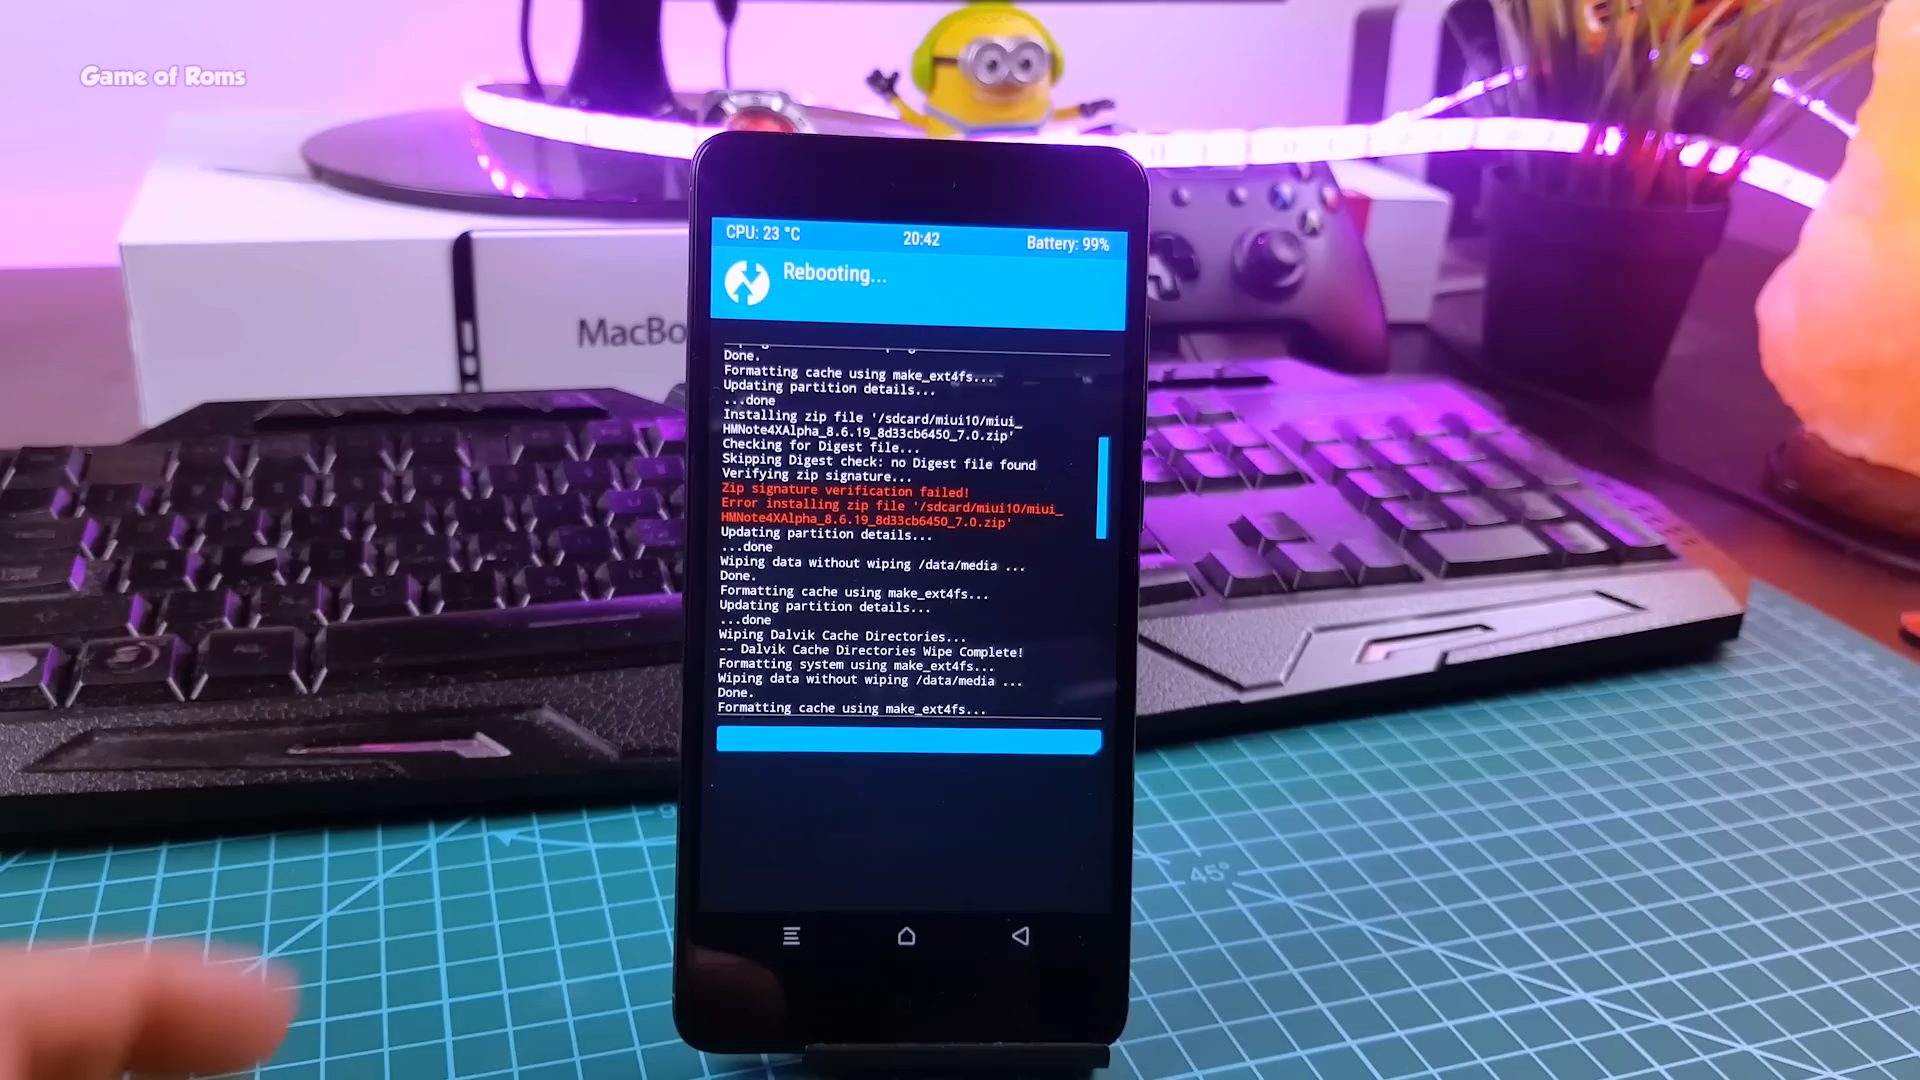 Game of Roms
MacBo
CPU: 23 °C
20:42
Battery: 99%
Rebooting...
Done.
Formatting cache using make_ext4fs...
Updating partition details...
...done
Installing zip file '/sdcard/miui10/miui_
HMNote4XAlpha_8.6.19_8d33cb6450_7.0.zip'
Checking for Digest file...
Skipping Digest check: no Digest file found
Verifying zip signature...
Zip signature verification failed!
Error installing zip file '/sdcard/miui10/miui_
HMNote4XAlpha_8.6.19_8d33cb6450_7.0.zip'
Updating partition details...
...done
Wiping data without wiping /data/media ...
Done.
Formatting cache using make_ext4fs...
Updating partition details...
...done
Wiping Dalvik Cache Directories...
-- Dalvik Cache Directories Wipe Complete!
Formatting system using make_ext4fs...
Wiping data without wiping /data/media ...
Done.
Formatting cache using make_ext4fs...
45°